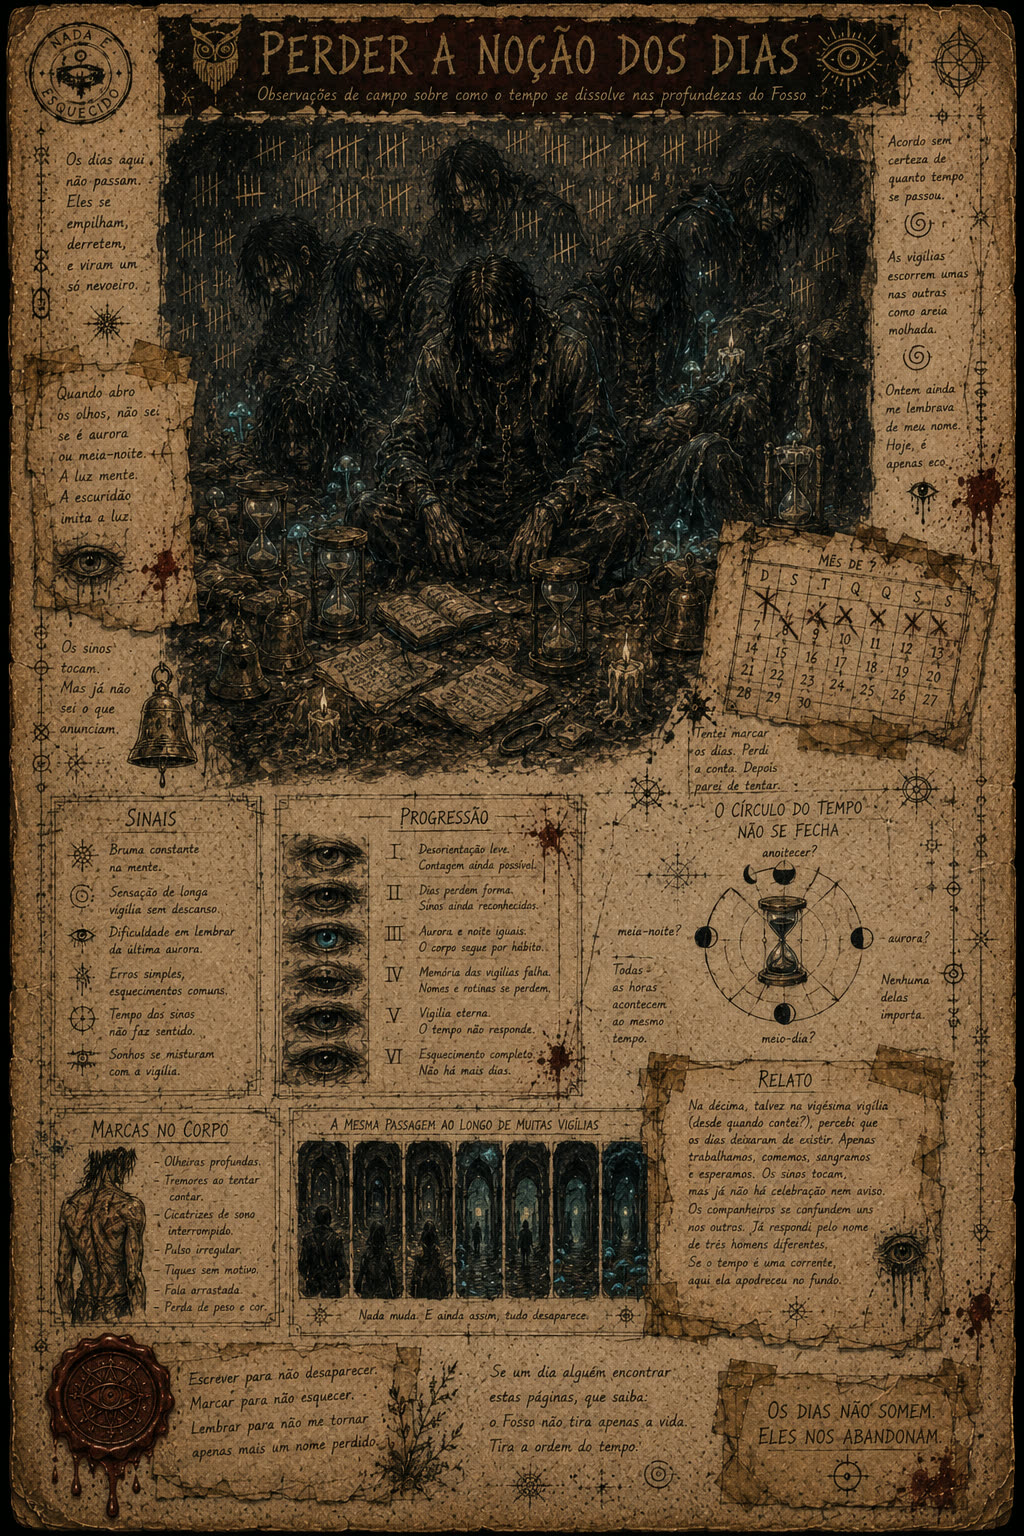 NADA É ESQUECIDO
PERDER A NOÇÃO DOS DIAS
Observações de campo sobre como o tempo se dissolve nas profundezas do Fosso
Os dias aqui
não passam.
Eles se
empilham,
derretem,
e viram um
só nevoeiro.
Quando abro
os olhos, não sei
se é aurora
ou meia-noite.
A luz mente.
A escuridão
imita a luz.
Os sinos
tocam.
Mas já não
sei o que
anunciam.
Acordo sem
certeza de
quanto tempo
se passou.
As vigílias
escorrem umas
nas outras
como areia
molhada.
Ontem ainda
me lembrava
de meu nome.
Hoje, é
apenas eco.
MÊS DE
D S T Q Q S S
7 8 9 10 11 12 13
14 15 16 17 18 19 20
21 22 23 24 25 26 27
28 29 30
Tentei marcar
os dias. Perdi
a conta. Depois
parei de tentar.
SINAIS
Bruma constante
na mente.
Sensação de longa
vigília sem descanso.
Dificuldade em lembrar
da última aurora.
Erros simples,
esquecimentos comuns.
Tempo dos sinos
não faz sentido.
Sonhos se misturam
com a vigília.
PROGRESSÃO
I Desorientação leve.
Contagem ainda possível.
II Dias perdem forma.
Sinos ainda reconhecidos.
III Aurora e noite iguais.
O corpo segue por hábito.
IV Memória das vigílias falha.
Nomes e rotinas se perdem.
V Vigília eterna.
O tempo não responde.
VI Esquecimento completo.
Não há mais dias.
O CÍRCULO DO TEMPO
NÃO SE FECHA
anoitecer?
meia-noite?
aurora?
meio-dia?
Todas
as horas
acontecem
ao mesmo
tempo.
Nenhuma
delas
importa.
MARCAS NO CORPO
- Olheiras profundas.
- Tremores ao tentar
contar.
- Cicatrizes de sono
interrompido.
- Pulso irregular.
- Tiques sem motivo.
- Fala arrastada.
- Perda de peso e cor.
A MESMA PASSAGEM AO LONGO DE MUITAS VIGÍLIAS
Nada muda. E ainda assim, tudo desaparece.
RELATO
Na décima, talvez na vigésima vigília
(desde quando contei?), percebi que
os dias deixaram de existir. Apenas
trabalhamos, comemos, sangramos
e esperamos. Os sinos tocam,
mas já não há celebração nem aviso.
Os companheiros se confundem uns
nos outros. Já respondi pelo nome
de três homens diferentes.
Se o tempo é uma corrente,
aqui ela apodreceu no fundo.
Escrever para não desaparecer.
Marcar para não esquecer.
Lembrar para não me tornar
apenas mais um nome perdido.
Se um dia alguém encontrar
estas páginas, que saiba:
o Fosso não tira apenas a vida.
Tira a ordem do tempo.
OS DIAS NÃO SOMEM.
ELES NOS ABANDONAM.